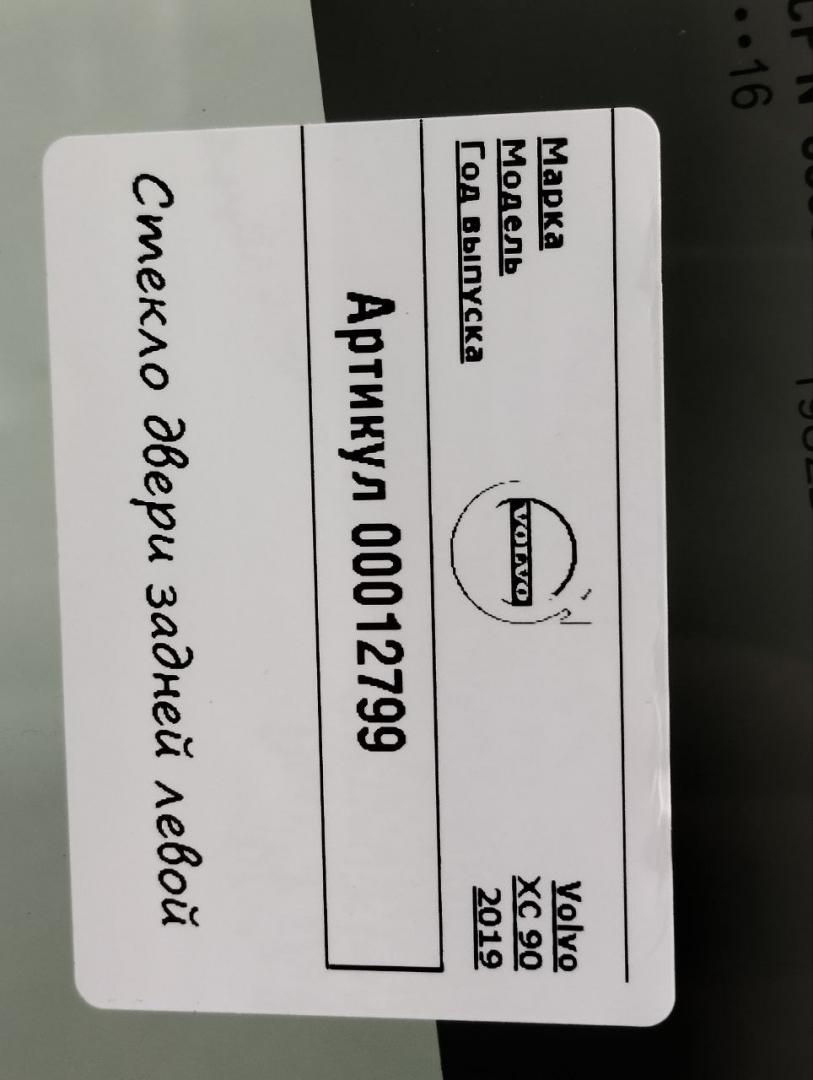 Марка Volvo
Модель XC 90
Год выпуска 2019
VOLVO
Артикул 00012799
Стекло двери задней левой
..16